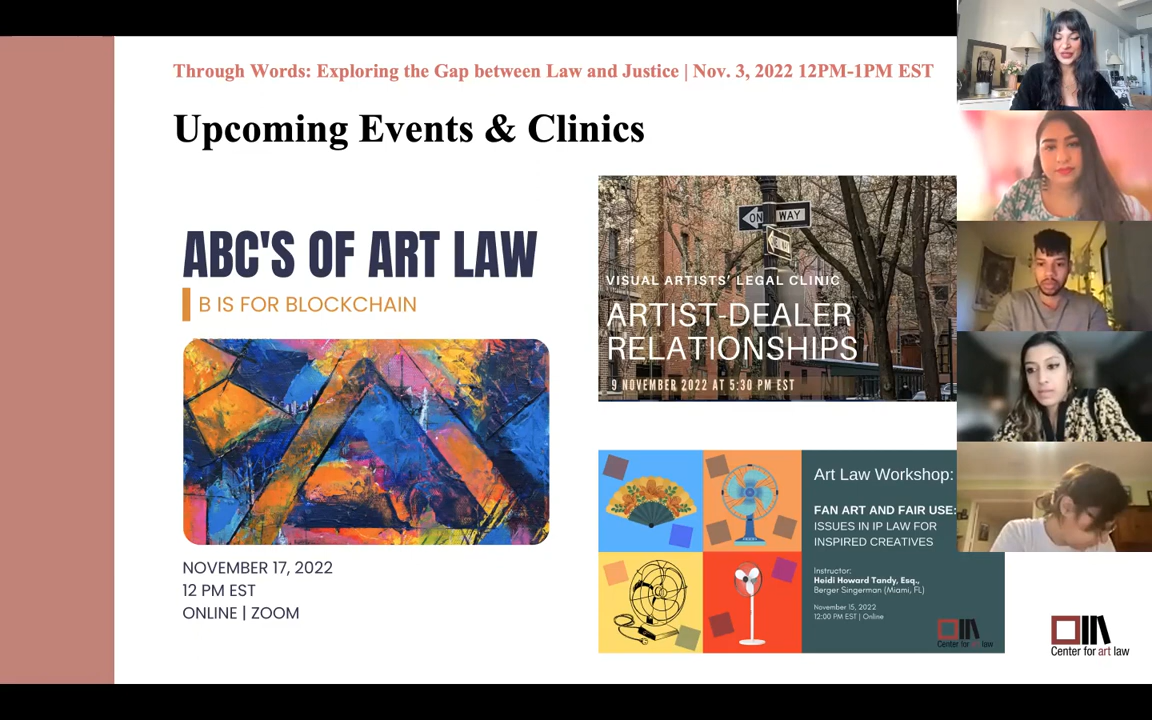 Through Words: Exploring the Gap between Law and Justice | Nov. 3, 2022 12PM-1PM EST
Upcoming Events & Clinics
ABC'S OF ART LAW
B IS FOR BLOCKCHAIN
NOVEMBER 17, 2022
12 PM EST
ONLINE | ZOOM
ON WAY
VISUAL ARTISTS' LEGAL CLINIC
ARTIST-DEALER
RELATIONSHIPS
9 NOVEMBER 2022 AT 5:30 PM EST
Art Law Workshop:
FAN ART AND FAIR USE:
ISSUES IN IP LAW FOR
INSPIRED CREATIVES
Instructor:
Heidi Howard Tandy, Esq.,
Berger Singerman (Miami, FL)
November 15, 2022
12:00 PM EST | Online
Center for art law
Center for art law